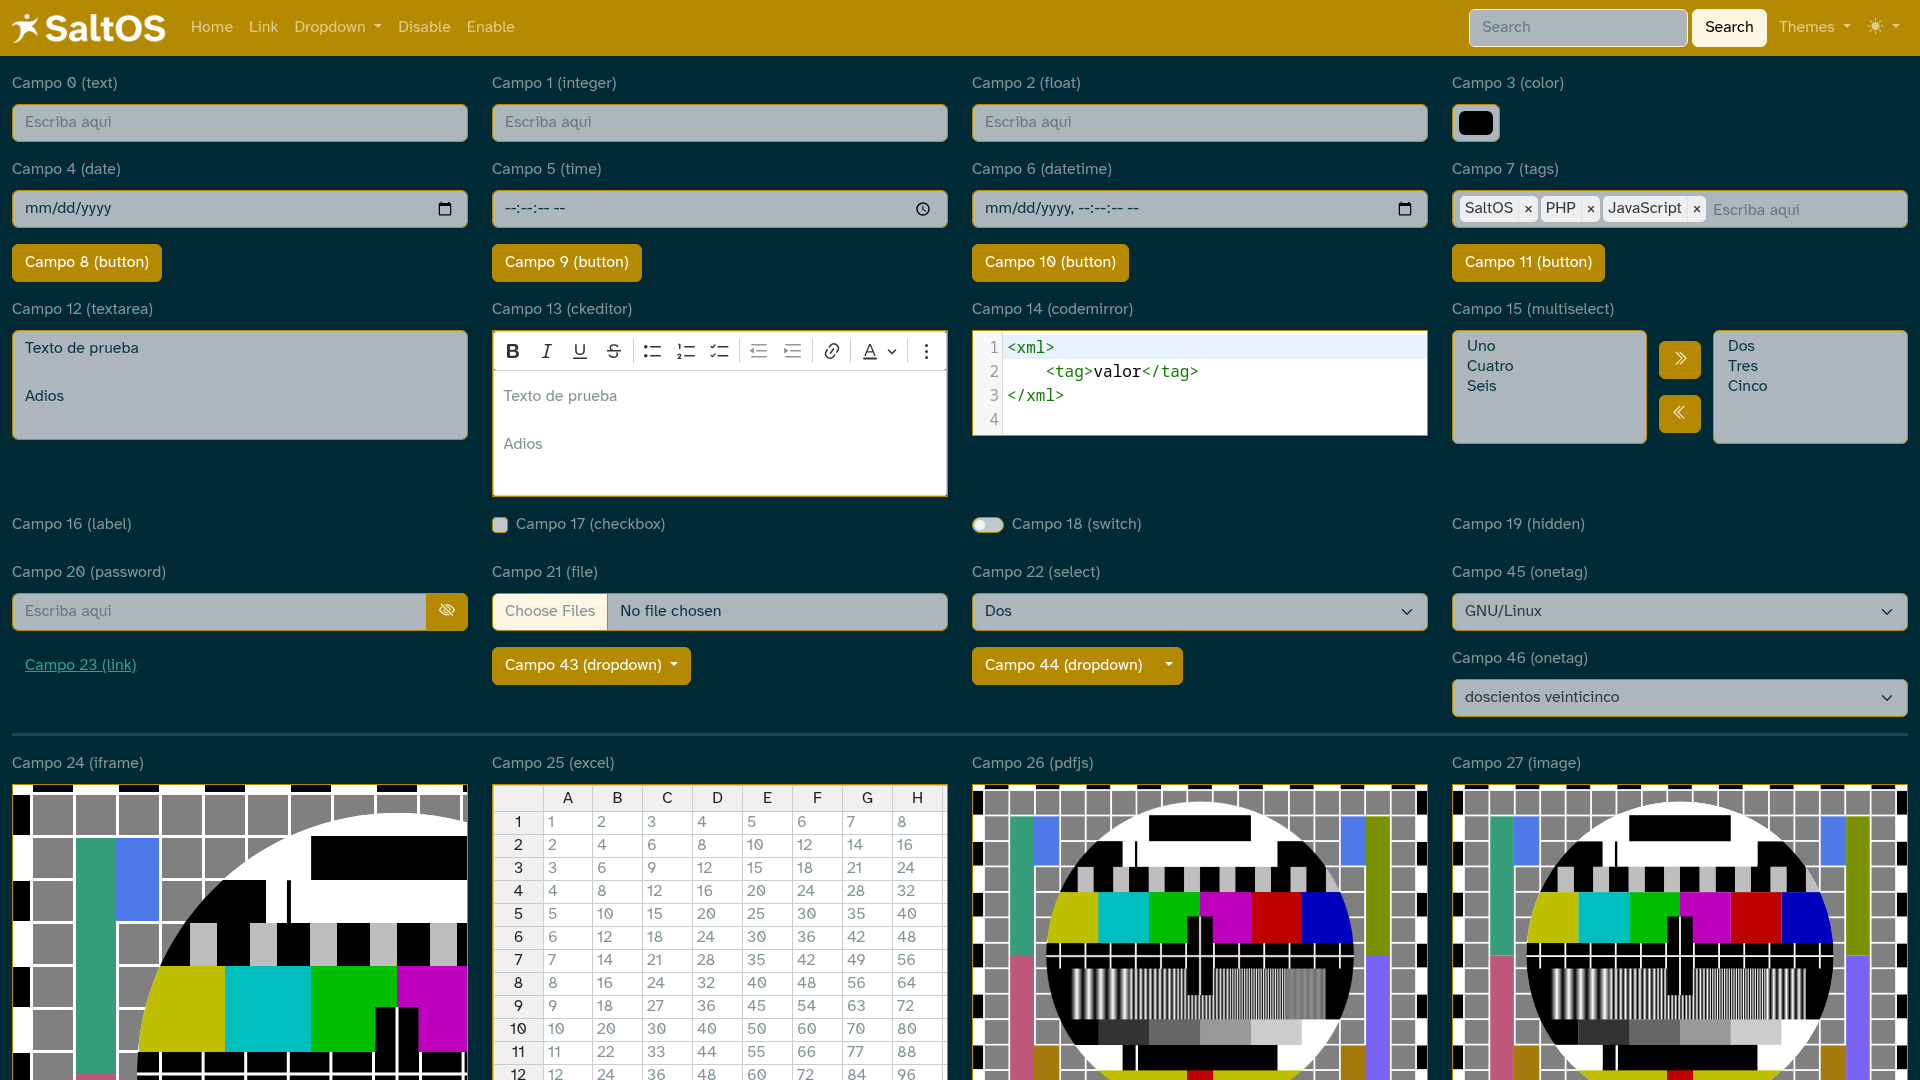 SaltOS Home Link Dropdown Disable Enable Search Search Themes
Campo 0 (text) Campo 1 (integer) Campo 2 (float) Campo 3 (color)
Escriba aqui Escriba aqui Escriba aqui
Campo 4 (date) Campo 5 (time) Campo 6 (datetime) Campo 7 (tags)
mm/dd/yyyy --:--:-- -- mm/dd/yyyy, --:--:-- -- SaltOS × PHP × JavaScript × Escriba aqui
Campo 8 (button) Campo 9 (button) Campo 10 (button) Campo 11 (button)
Campo 12 (textarea) Campo 13 (ckeditor) Campo 14 (codemirror) Campo 15 (multiselect)
Texto de prueba
Adios
Texto de prueba
Adios
1 <xml>
2 <tag>valor</tag>
3 </xml>
4
Uno
Cuatro
Seis
Dos
Tres
Cinco
Campo 16 (label) Campo 17 (checkbox) Campo 18 (switch) Campo 19 (hidden)
Campo 20 (password) Campo 21 (file) Campo 22 (select) Campo 45 (onetag)
Escriba aqui Choose Files No file chosen Dos GNU/Linux
Campo 23 (link) Campo 43 (dropdown) Campo 44 (dropdown) Campo 46 (onetag)
doscientos veinticinco
Campo 24 (iframe) Campo 25 (excel) Campo 26 (pdfjs) Campo 27 (image)
A B C D E F G H
1 1 2 3 4 5 6 7 8
2 2 4 6 8 10 12 14 16
3 3 6 9 12 15 18 21 24
4 4 8 12 16 20 24 28 32
5 5 10 15 20 25 30 35 40
6 6 12 18 24 30 36 42 48
7 7 14 21 28 35 42 49 56
8 8 16 24 32 40 48 56 64
9 9 18 27 36 45 54 63 72
10 10 20 30 40 50 60 70 80
11 11 22 33 44 55 66 77 88
12 12 24 36 48 60 72 84 96